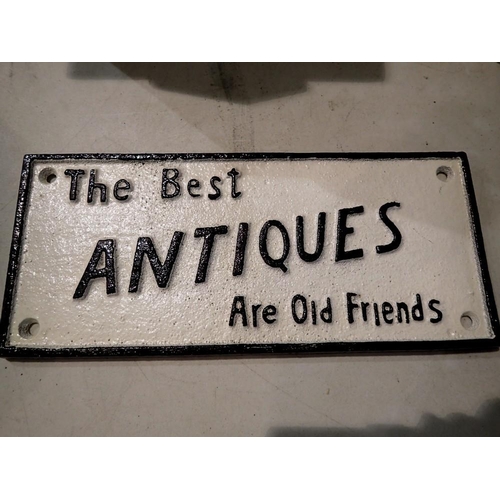 The Best
ANTIQUES
Are Old Friends